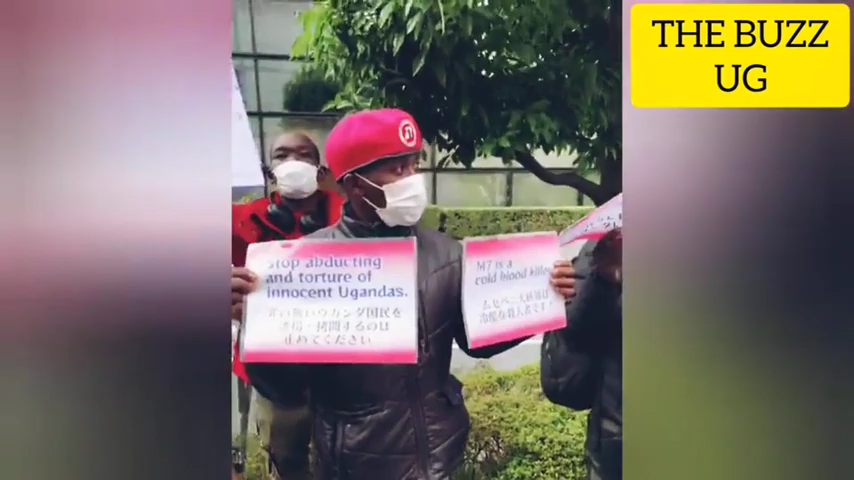 THE BUZZ
UG
Stop abducting
and torture of
innocent Ugandas.
罪の無いウガンダ国民を
誘拐・拷問するのは
止めてください
M7 is a
cold blood kille
ムセベニ大統領は
冷酷な殺人者です